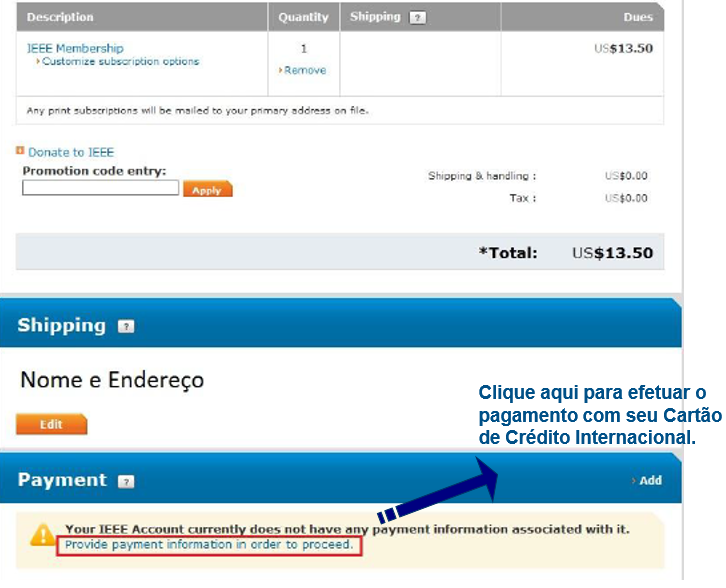 Description Quantity Shipping ? Dues
IEEE Membership 1 US$13.50
Customize subscription options
Remove
Any print subscriptions will be mailed to your primary address on file.
Donate to IEEE
Promotion code entry:
Apply
Shipping & handling : US$0.00
Tax : US$0.00
*Total: US$13.50
Shipping ?
Nome e Endereço
Edit
Clique aqui para efetuar o
pagamento com seu Cartão
de Crédito Internacional.
Payment ? Add
Your IEEE Account currently does not have any payment information associated with it.
Provide payment information in order to proceed.